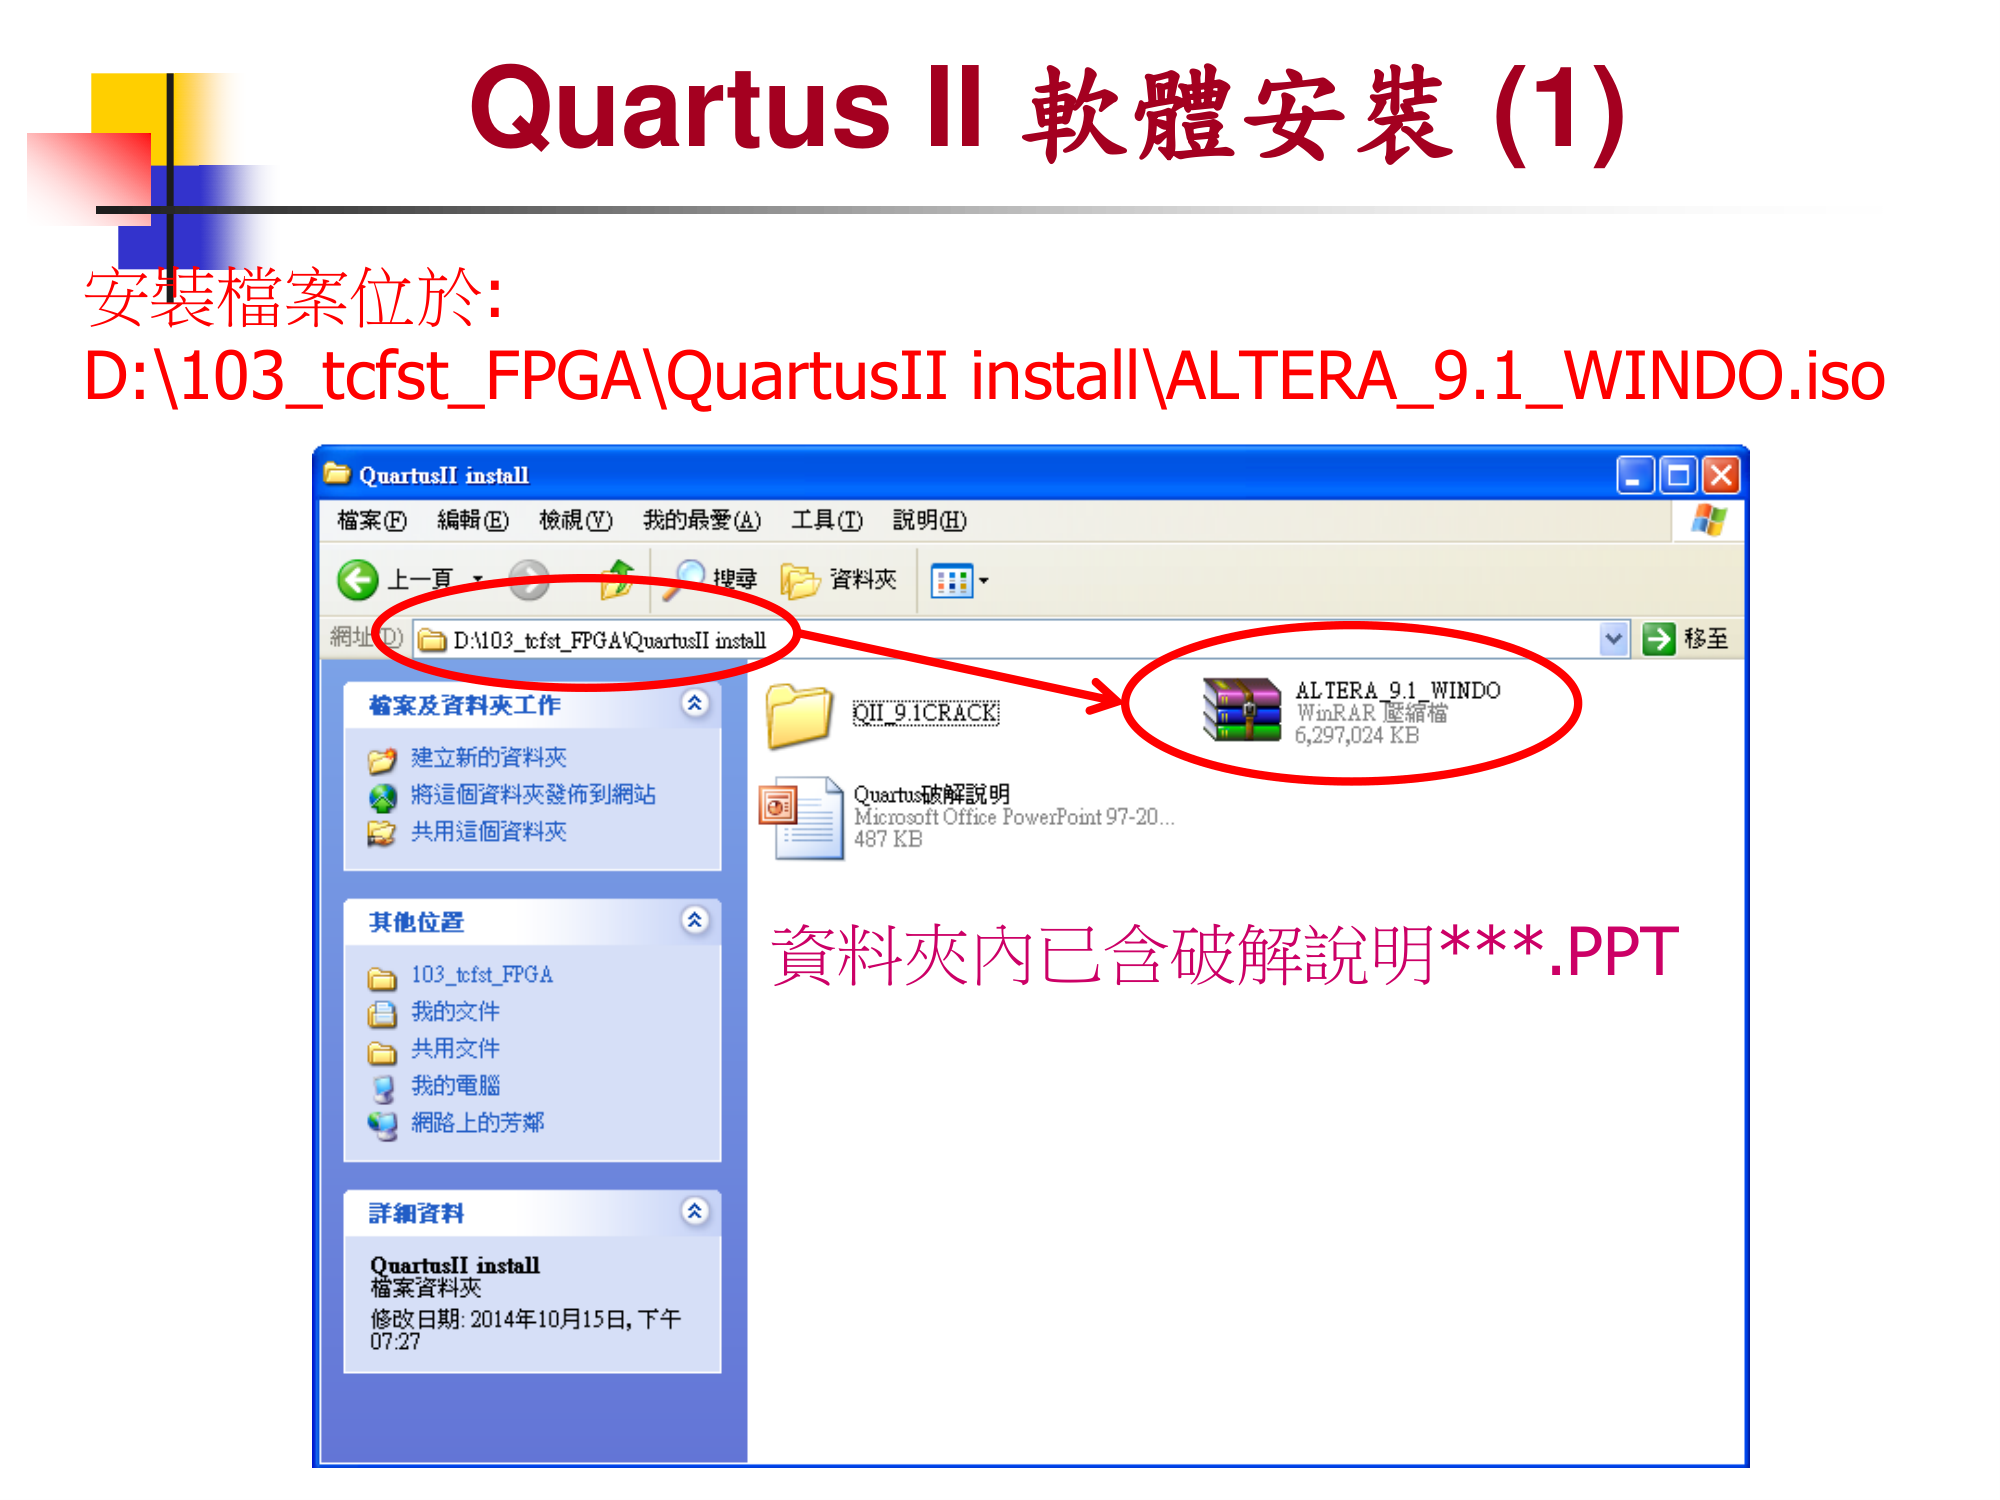 Quartus II 軟體安裝 (1)
安裝檔案位於:
D:\103_tcfst_FPGA\QuartusII install\ALTERA_9.1_WINDO.iso
QuartusII install
檔案(F) 編輯(E) 檢視(V) 我的最愛(A) 工具(T) 說明(H)
上一頁 搜尋 資料夾
網址(D) D:\103_tcfst_FPGA\QuartusII install 移至
檔案及資料夾工作
建立新的資料夾
將這個資料夾發佈到網站
共用這個資料夾
其他位置
103_tcfst_FPGA
我的文件
共用文件
我的電腦
網路上的芳鄰
詳細資料
QuartusII install
檔案資料夾
修改日期: 2014年10月15日, 下午
07:27
QII_9.1CRACK
ALTERA_9.1_WINDO
WinRAR 壓縮檔
6,297,024 KB
Quartus破解說明
Microsoft Office PowerPoint 97-20...
487 KB
資料夾內已含破解說明***.PPT